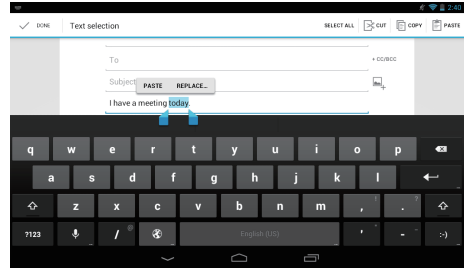 2:40
DONE Text selection SELECT ALL CUT COPY PASTE
To + CC/BCC
Subject
PASTE REPLACE...
I have a meeting today.
q w e r t y u i o p
a s d f g h j k l
z x c v b n m , ! . ?
?123 / @ English (US) ' " - _ :-)